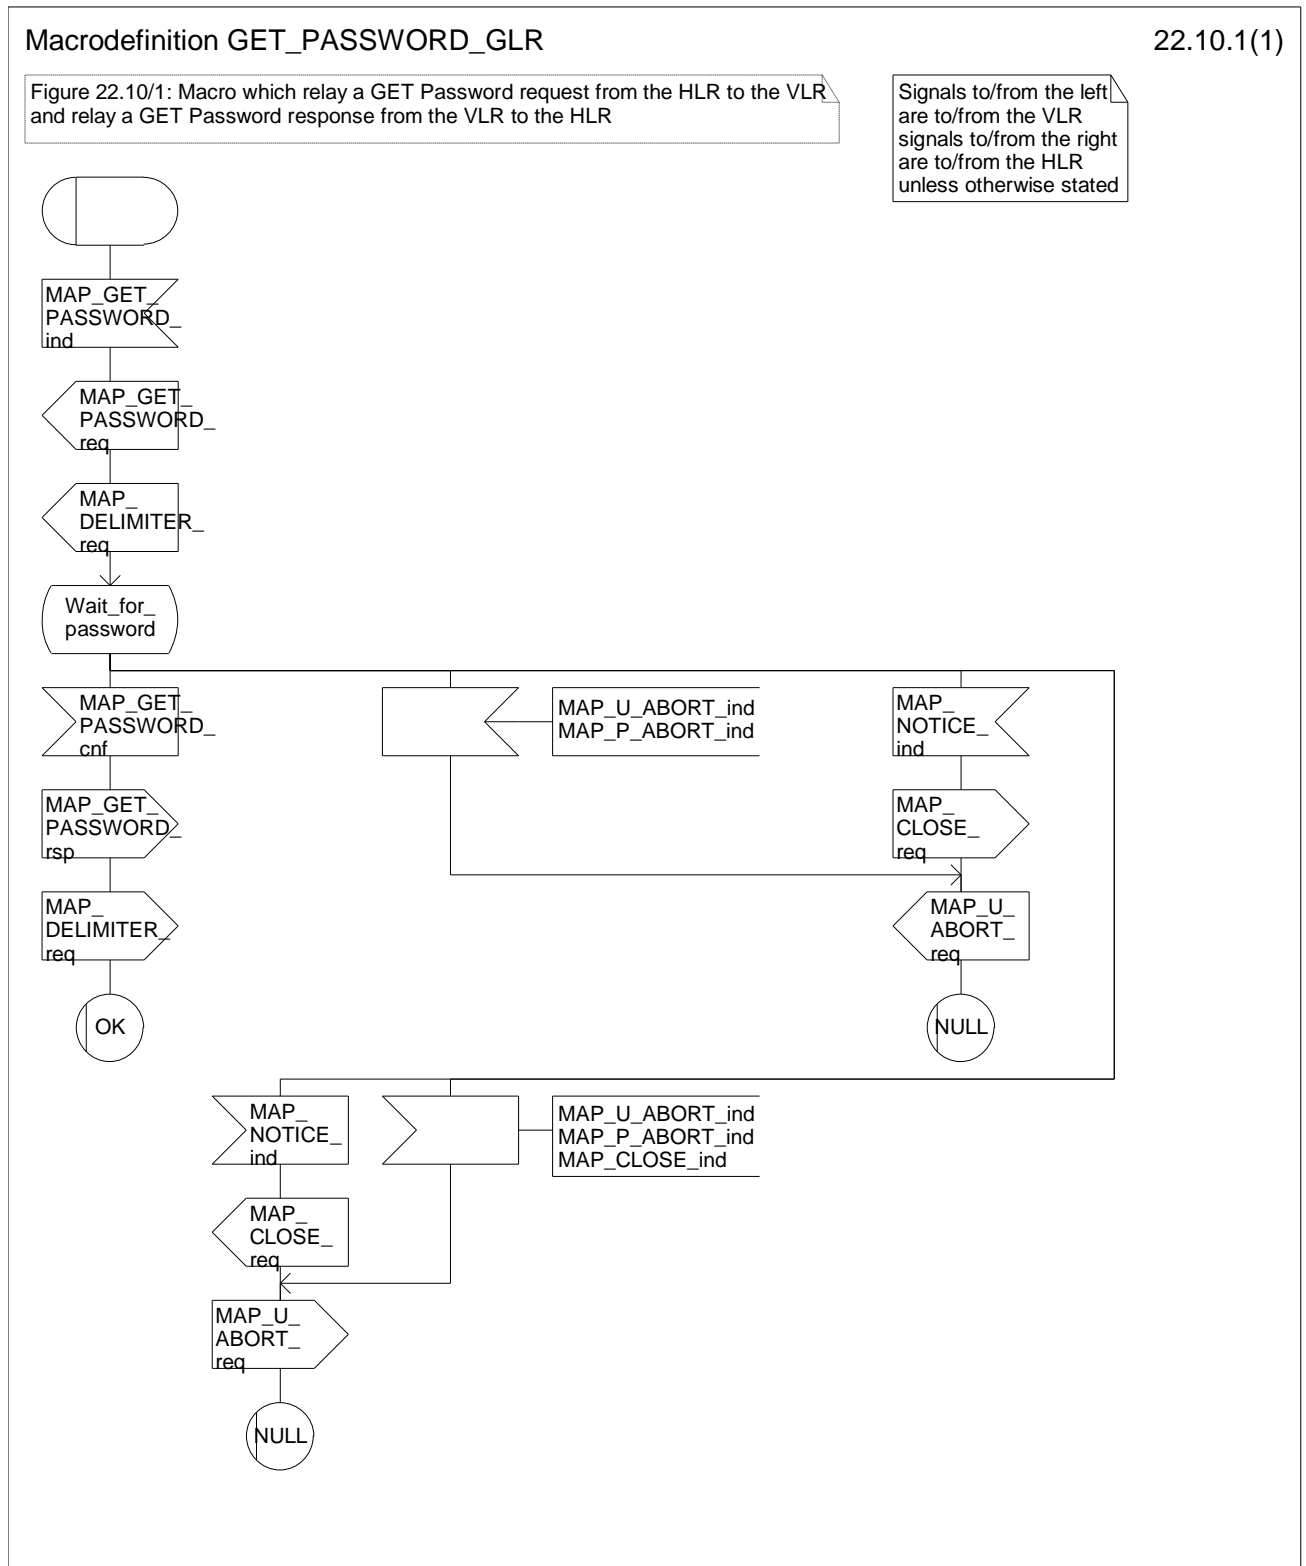 Macrodefinition GET_PASSWORD_GLR
22.10.1(1)
Figure 22.10/1: Macro which relay a GET Password request from the HLR to the VLR
and relay a GET Password response from the VLR to the HLR
Signals to/from the left
are to/from the VLR
signals to/from the right
are to/from the HLR
unless otherwise stated
MAP_GET_
PASSWORD_
ind
MAP_GET_
PASSWORD_
req
MAP_
DELIMITER_
req
Wait_for_
password
MAP_GET_
PASSWORD_
cnf
MAP_U_ABORT_ind
MAP_P_ABORT_ind
MAP_
NOTICE_
ind
MAP_GET_
PASSWORD_
rsp
MAP_
CLOSE_
req
MAP_
DELIMITER_
req
MAP_U_
ABORT_
req
OK
NULL
MAP_
NOTICE_
ind
MAP_U_ABORT_ind
MAP_P_ABORT_ind
MAP_CLOSE_ind
MAP_
CLOSE_
req
MAP_U_
ABORT_
req
NULL